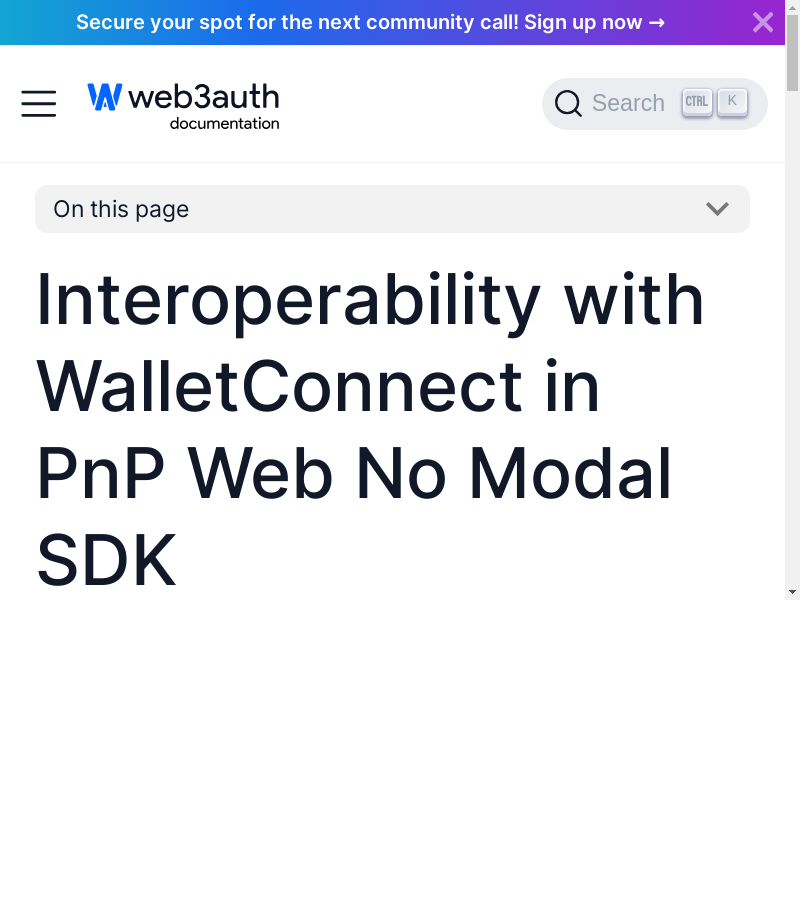 Secure your spot for the next community call! Sign up now →
web3auth
documentation
Search CTRL K
On this page
Interoperability with
WalletConnect in
PnP Web No Modal
SDK